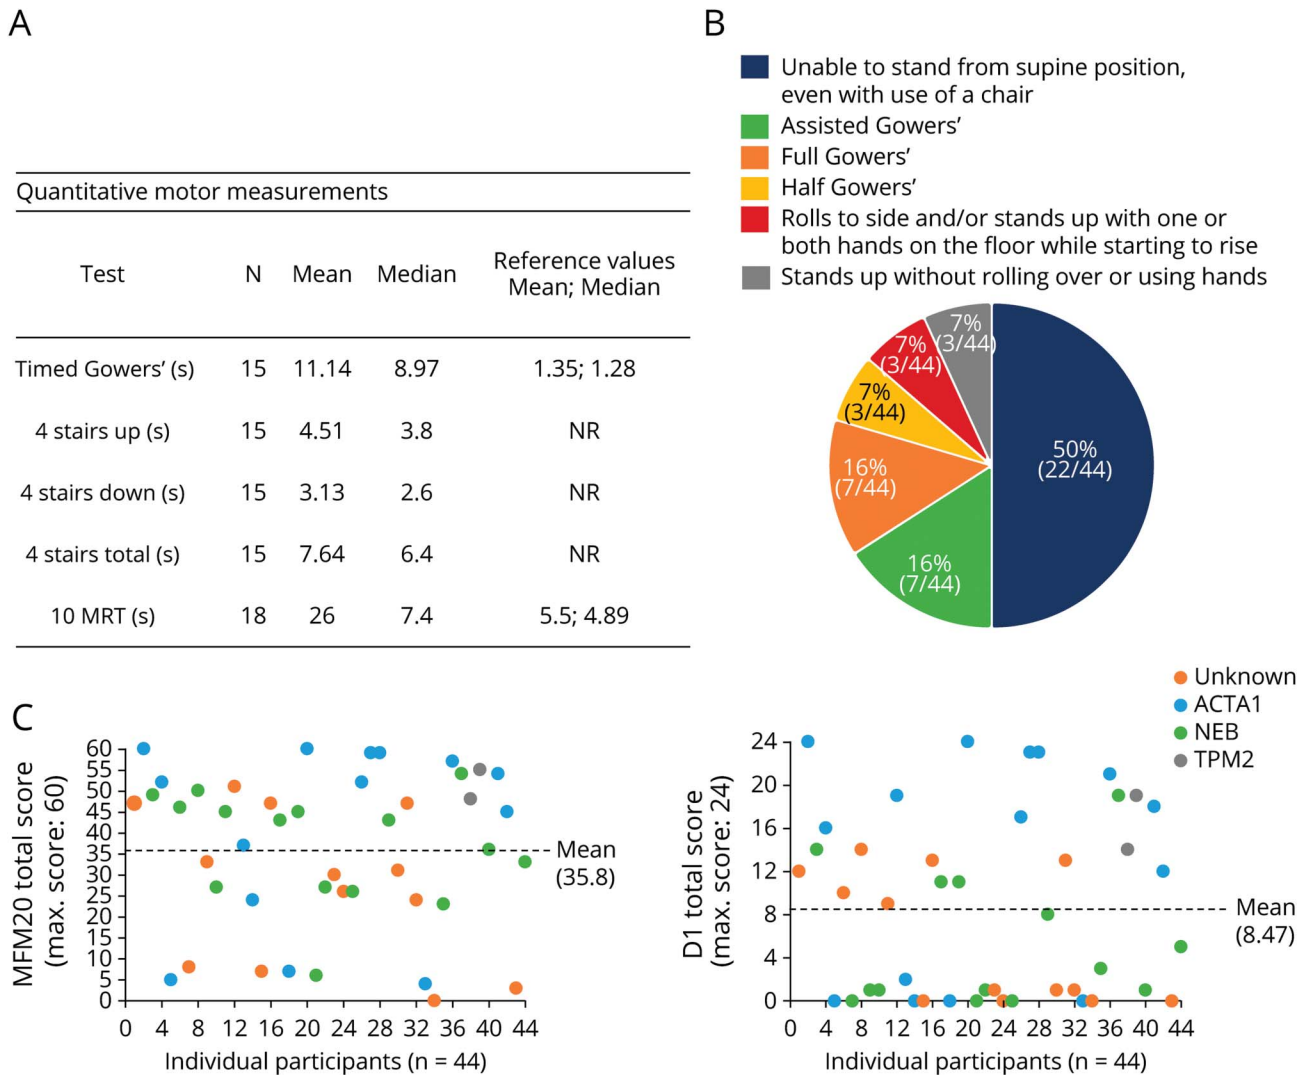 A
Quantitative motor measurements
Test N Mean Median Reference values
Mean; Median
Timed Gowers’ (s) 15 11.14 8.97 1.35; 1.28
4 stairs up (s) 15 4.51 3.8 NR
4 stairs down (s) 15 3.13 2.6 NR
4 stairs total (s) 15 7.64 6.4 NR
10 MRT (s) 18 26 7.4 5.5; 4.89
B
Unable to stand from supine position,
even with use of a chair
Assisted Gowers’
Full Gowers’
Half Gowers’
Rolls to side and/or stands up with one or
both hands on the floor while starting to rise
Stands up without rolling over or using hands
7%
(3/44)
7%
(3/44)
7%
(3/44)
16%
(7/44)
16%
(7/44)
50%
(22/44)
C
MFM20 total score
(max. score: 60)
60
55
50
45
40
35
30
25
20
15
10
5
0
Mean
(35.8)
0 4 8 12 16 20 24 28 32 36 40 44
Individual participants (n = 44)
Unknown
ACTA1
NEB
TPM2
D1 total score
(max. score: 24)
24
20
16
12
8
4
0
Mean
(8.47)
0 4 8 12 16 20 24 28 32 36 40 44
Individual participants (n = 44)